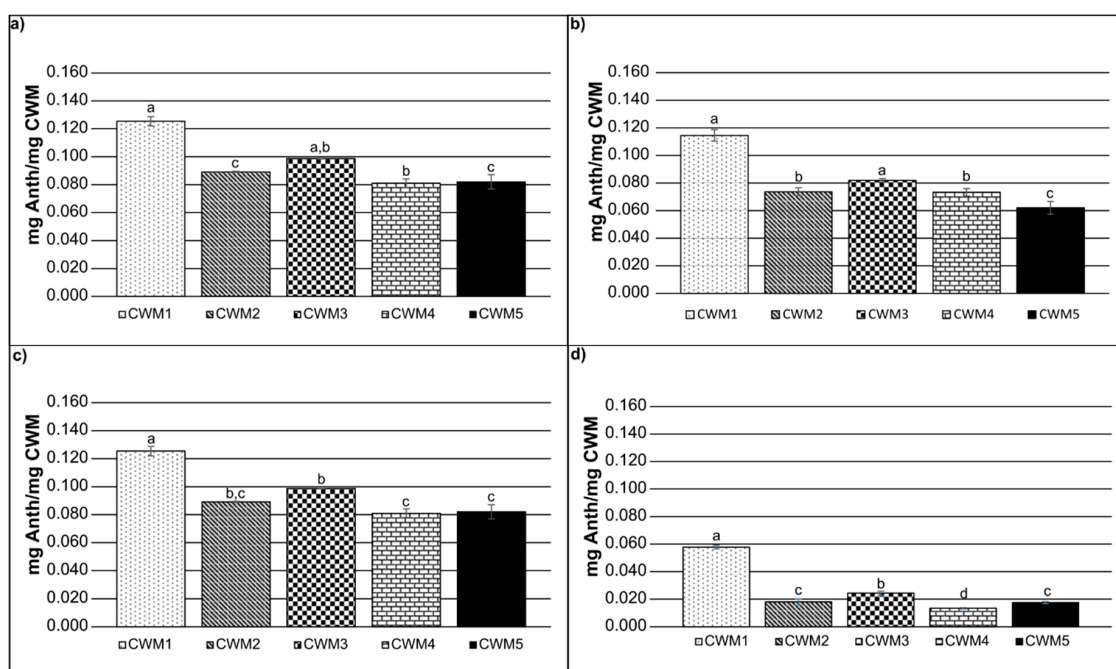 a)
mg Anth/mg CWM
0.160
0.140
0.120
0.100
0.080
0.060
0.040
0.020
0.000
a
c
a,b
b
c
CWM1 CWM2 CWM3 CWM4 CWM5
b)
mg Anth/mg CWM
0.160
0.140
0.120
0.100
0.080
0.060
0.040
0.020
0.000
a
b
a
b
c
CWM1 CWM2 CWM3 CWM4 CWM5
c)
mg Anth/mg CWM
0.160
0.140
0.120
0.100
0.080
0.060
0.040
0.020
0.000
a
b,c
b
c
c
CWM1 CWM2 CWM3 CWM4 CWM5
d)
mg Anth/mg CWM
0.160
0.140
0.120
0.100
0.080
0.060
0.040
0.020
0.000
a
c
b
d
c
CWM1 CWM2 CWM3 CWM4 CWM5